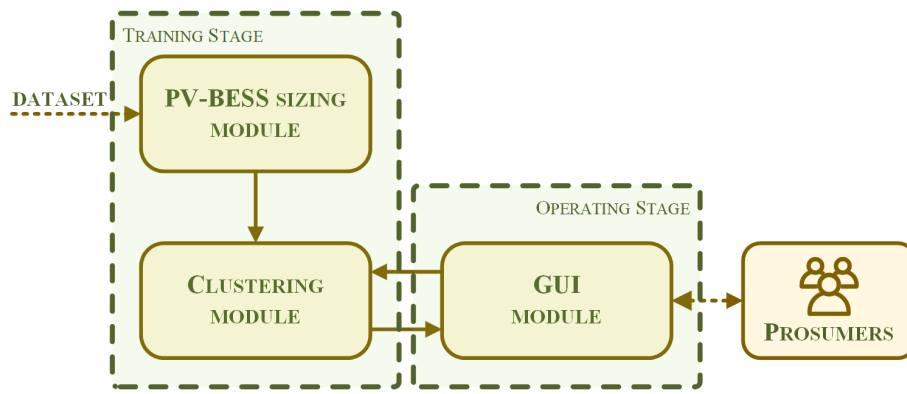 TRAINING STAGE
DATASET
PV-BESS SIZING
MODULE
OPERATING STAGE
CLUSTERING
MODULE
GUI
MODULE
PROSUMERS